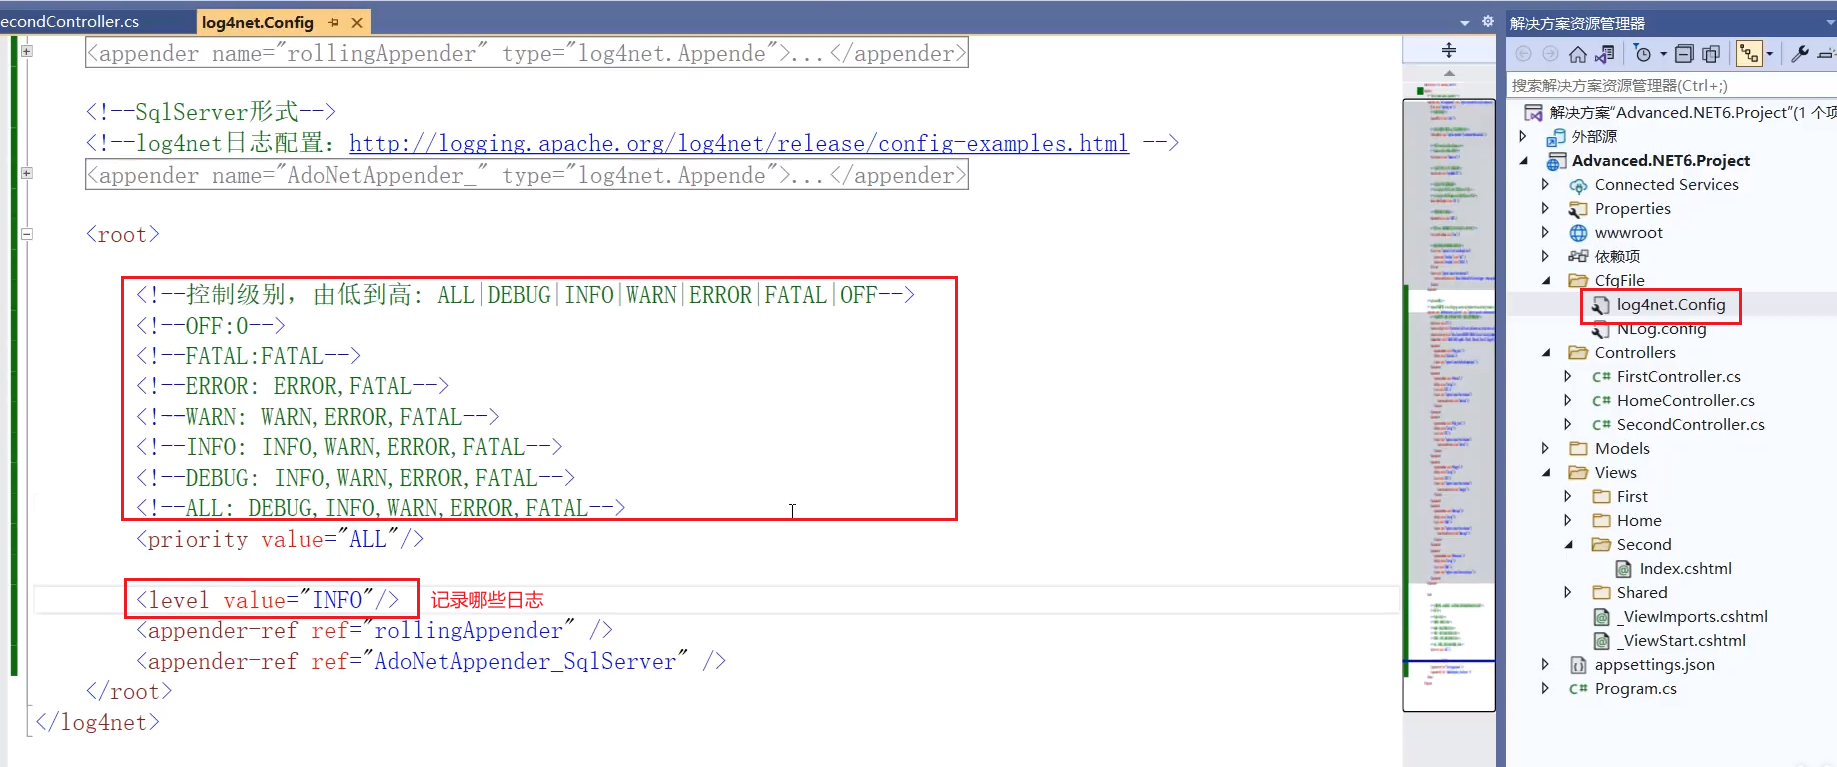 econdController.cs
log4net.Config
<appender name="rollingAppender" type="log4net.Appende">...</appender>
<!--SqlServer形式-->
<!--log4net日志配置：http://logging.apache.org/log4net/release/config-examples.html -->
<appender name="AdoNetAppender_" type="log4net.Appende">...</appender>
<root>
<!--控制级别，由低到高: ALL|DEBUG|INFO|WARN|ERROR|FATAL|OFF-->
<!--OFF:0-->
<!--FATAL:FATAL-->
<!--ERROR: ERROR,FATAL-->
<!--WARN: WARN,ERROR,FATAL-->
<!--INFO: INFO,WARN,ERROR,FATAL-->
<!--DEBUG: INFO,WARN,ERROR,FATAL-->
<!--ALL: DEBUG,INFO,WARN,ERROR,FATAL-->
<priority value="ALL"/>
<level value="INFO"/> 记录哪些日志
<appender-ref ref="rollingAppender" />
<appender-ref ref="AdoNetAppender_SqlServer" />
</root>
</log4net>
解决方案资源管理器
搜索解决方案资源管理器(Ctrl+;)
解决方案"Advanced.NET6.Project"(1 个项
外部源
Advanced.NET6.Project
Connected Services
Properties
wwwroot
依赖项
CfgFile
log4net.Config
NLog.config
Controllers
C# FirstController.cs
C# HomeController.cs
C# SecondController.cs
Models
Views
First
Home
Second
Index.cshtml
Shared
_ViewImports.cshtml
_ViewStart.cshtml
appsettings.json
C# Program.cs